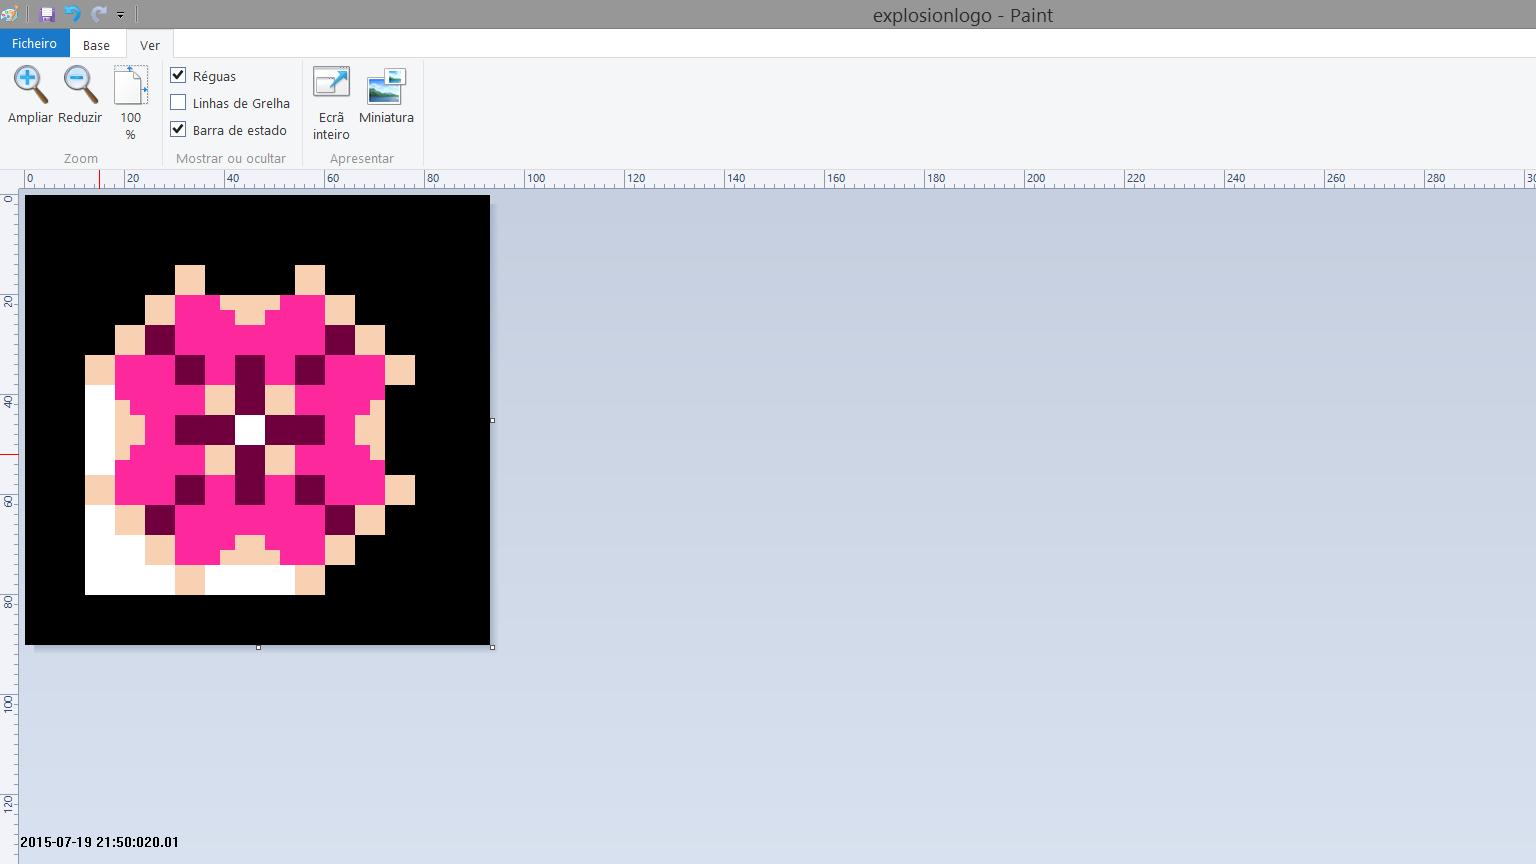 explosionlogo - Paint
Ficheiro Base Ver
Ampliar Reduzir 100 %
Réguas
Linhas de Grelha
Barra de estado
Ecrã inteiro
Miniatura
Zoom Mostrar ou ocultar Apresentar
0 20 40 60 80 100 120 140 160 180 200 220 240 260 280
0
20
40
60
80
100
120
2015-07-19 21:50:020.01